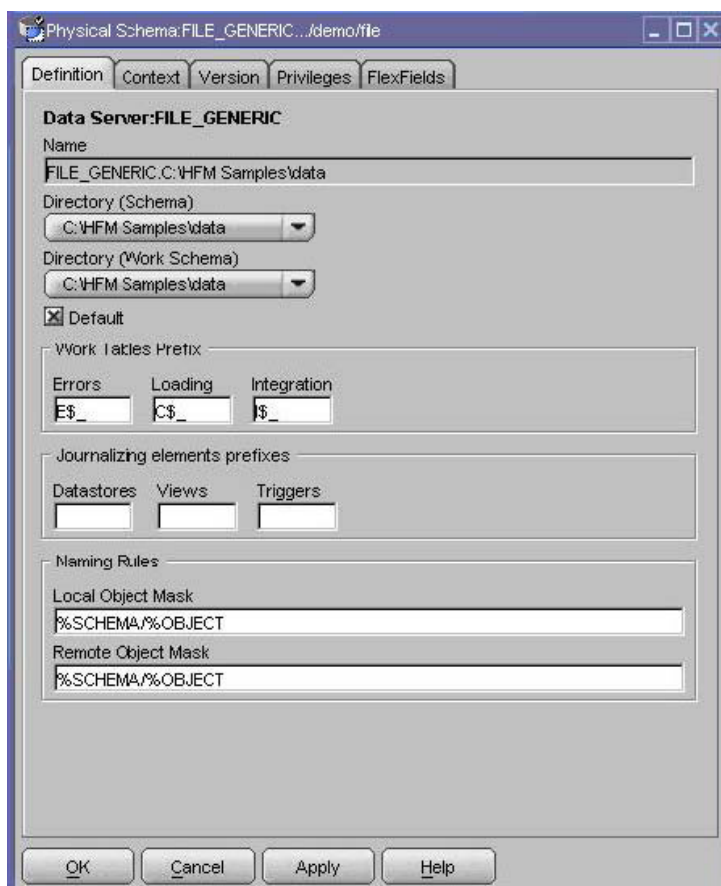 Physical Schema:FILE_GENERIC.../demo/file
Definition Context Version Privileges FlexFields
Data Server:FILE_GENERIC
Name
FILE_GENERIC.C:\HFM Samples\data
Directory (Schema)
C:\HFM Samples\data
Directory (Work Schema)
C:\HFM Samples\data
Default
Work Tables Prefix
Errors Loading Integration
E$_ C$_ I$_
Journalizing elements prefixes
Datastores Views Triggers
Naming Rules
Local Object Mask
%SCHEMA/%OBJECT
Remote Object Mask
%SCHEMA/%OBJECT
OK Cancel Apply Help